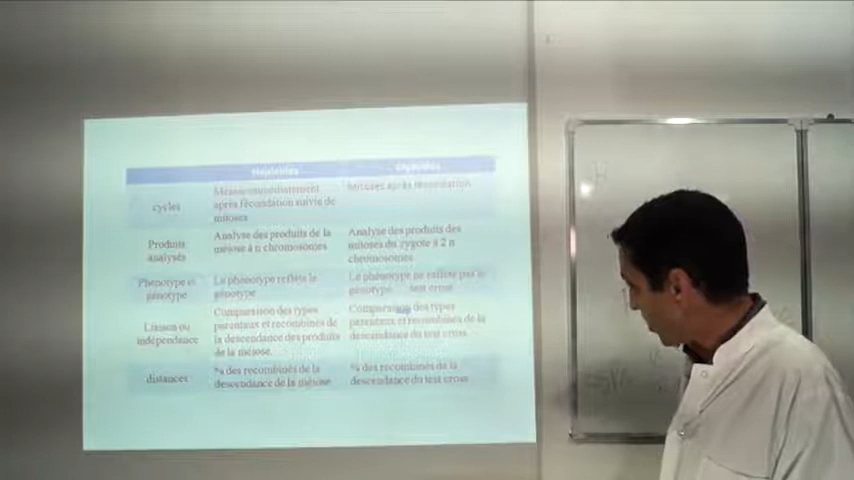 Haploïdes Diploïdes
cycles
Méiose immédiatement
après fécondation suivie de
mitoses
Mitoses après fécondation
Produits
analysés
Analyse des produits de la
méiose à n chromosomes
Analyse des produits des
mitoses du zygote à 2 n
chromosomes
Phénotype et
génotype
Le phénotype reflète le
génotype
Le phénotype ne reflète pas le
génotype test cross
Liaison ou
indépendance
Comparaison des types
parentaux et recombinés de
la descendance des produits
de la méiose.
Comparaison des types
parentaux et recombinés de la
descendance du test cross
distances
% des recombinés de la
descendance de la méiose
% des recombinés de la
descendance du test cross